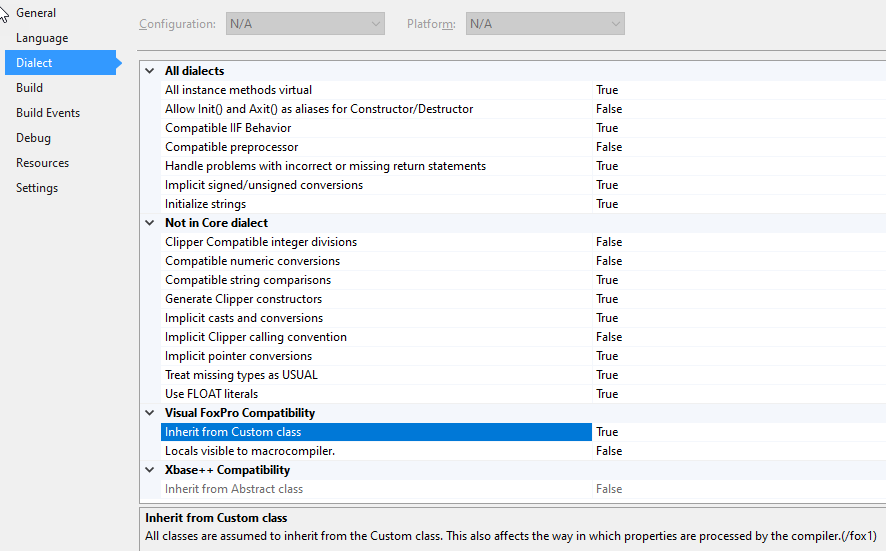 General
Language
Dialect
Build
Build Events
Debug
Resources
Settings
Configuration: N/A Platform: N/A
All dialects
All instance methods virtual True
Allow Init() and Axit() as aliases for Constructor/Destructor False
Compatible IIF Behavior True
Compatible preprocessor False
Handle problems with incorrect or missing return statements True
Implicit signed/unsigned conversions True
Initialize strings True
Not in Core dialect
Clipper Compatible integer divisions False
Compatible numeric conversions False
Compatible string comparisons True
Generate Clipper constructors True
Implicit casts and conversions True
Implicit Clipper calling convention False
Implicit pointer conversions True
Treat missing types as USUAL True
Use FLOAT literals True
Visual FoxPro Compatibility
Inherit from Custom class True
Locals visible to macrocompiler. False
Xbase++ Compatibility
Inherit from Abstract class False
Inherit from Custom class
All classes are assumed to inherit from the Custom class. This also affects the way in which properties are processed by the compiler.(/fox1)